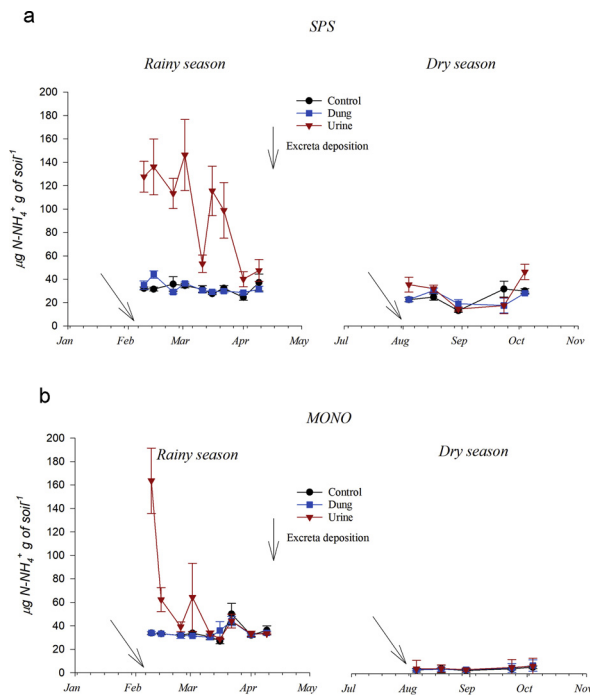 a
SPS
Rainy season
Dry season
200
180
160
140
120
100
80
60
40
20
0
µg N-NH₄⁺ g of soil⁻¹
Control
Dung
Urine
Excreta deposition
Jan Feb Mar Apr May
Jul Aug Sep Oct Nov
b
MONO
Rainy season
Dry season
200
180
160
140
120
100
80
60
40
20
0
µg N-NH₄⁺ g of soil⁻¹
Control
Dung
Urine
Excreta deposition
Jan Feb Mar Apr May
Jul Aug Sep Oct Nov